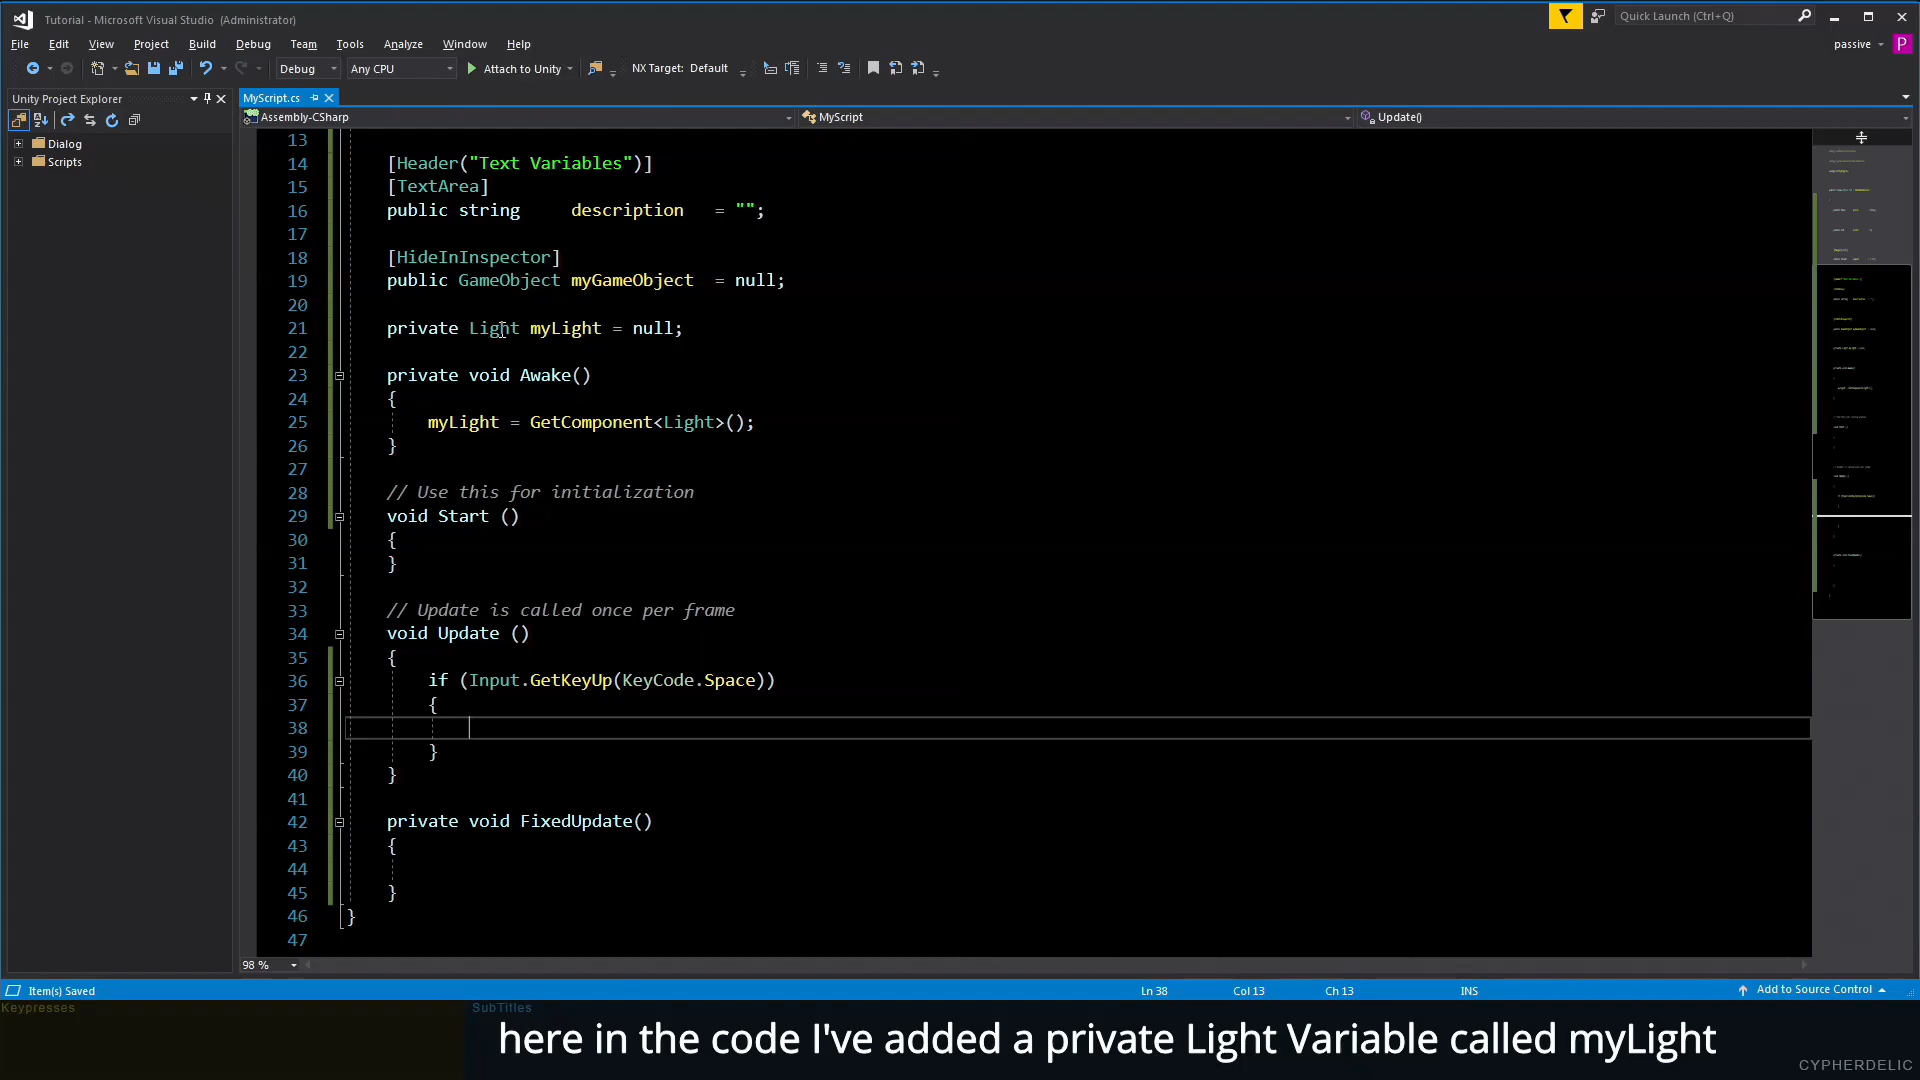 Tutorial - Microsoft Visual Studio (Administrator)
Quick Launch (Ctrl+Q)
File Edit View Project Build Debug Team Tools Analyze Window Help
passive P
Debug Any CPU Attach to Unity NX Target: Default
Unity Project Explorer
MyScript.cs
Assembly-CSharp MyScript Update()
Dialog
Scripts
13
14 [Header("Text Variables")]
15 [TextArea]
16 public string description = "";
17
18 [HideInInspector]
19 public GameObject myGameObject = null;
20
21 private Light myLight = null;
22
23 private void Awake()
24 {
25 myLight = GetComponent<Light>();
26 }
27
28 // Use this for initialization
29 void Start ()
30 {
31 }
32
33 // Update is called once per frame
34 void Update ()
35 {
36 if (Input.GetKeyUp(KeyCode.Space))
37 {
38
39 }
40 }
41
42 private void FixedUpdate()
43 {
44
45 }
46 }
47
98 %
Item(s) Saved Ln 38 Col 13 Ch 13 INS Add to Source Control
Keypresses SubTitles
here in the code I've added a private Light Variable called myLight
CYPHERDELIC